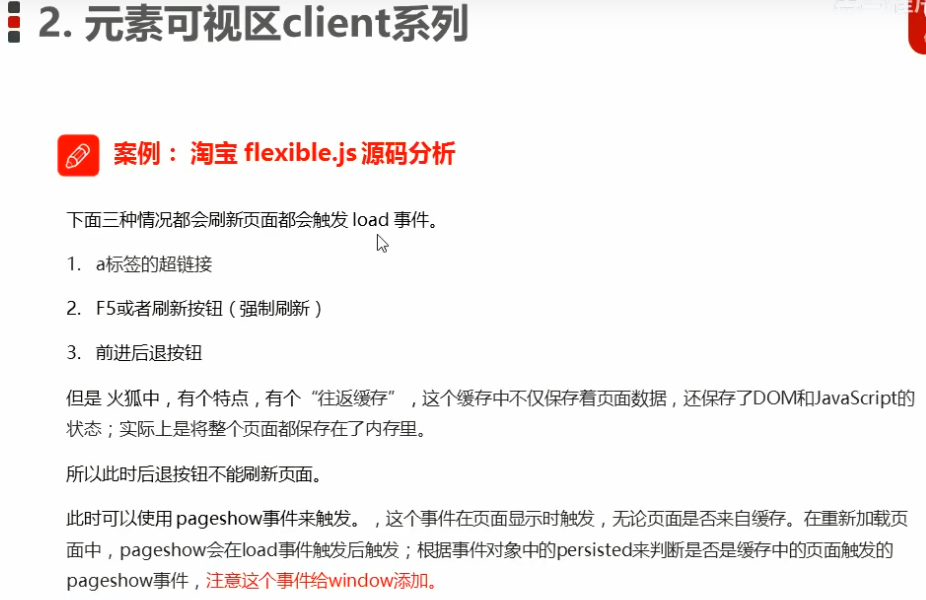 2. 元素可视区client系列
案例： 淘宝 flexible.js 源码分析
下面三种情况都会刷新页面都会触发 load 事件。
1. a标签的超链接
2. F5或者刷新按钮（强制刷新）
3. 前进后退按钮
但是 火狐中，有个特点，有个“往返缓存”，这个缓存中不仅保存着页面数据，还保存了DOM和JavaScript的
状态；实际上是将整个页面都保存在了内存里。
所以此时后退按钮不能刷新页面。
此时可以使用 pageshow事件来触发。，这个事件在页面显示时触发，无论页面是否来自缓存。在重新加载页
面中，pageshow会在load事件触发后触发；根据事件对象中的persisted来判断是否是缓存中的页面触发的
pageshow事件，注意这个事件给window添加。